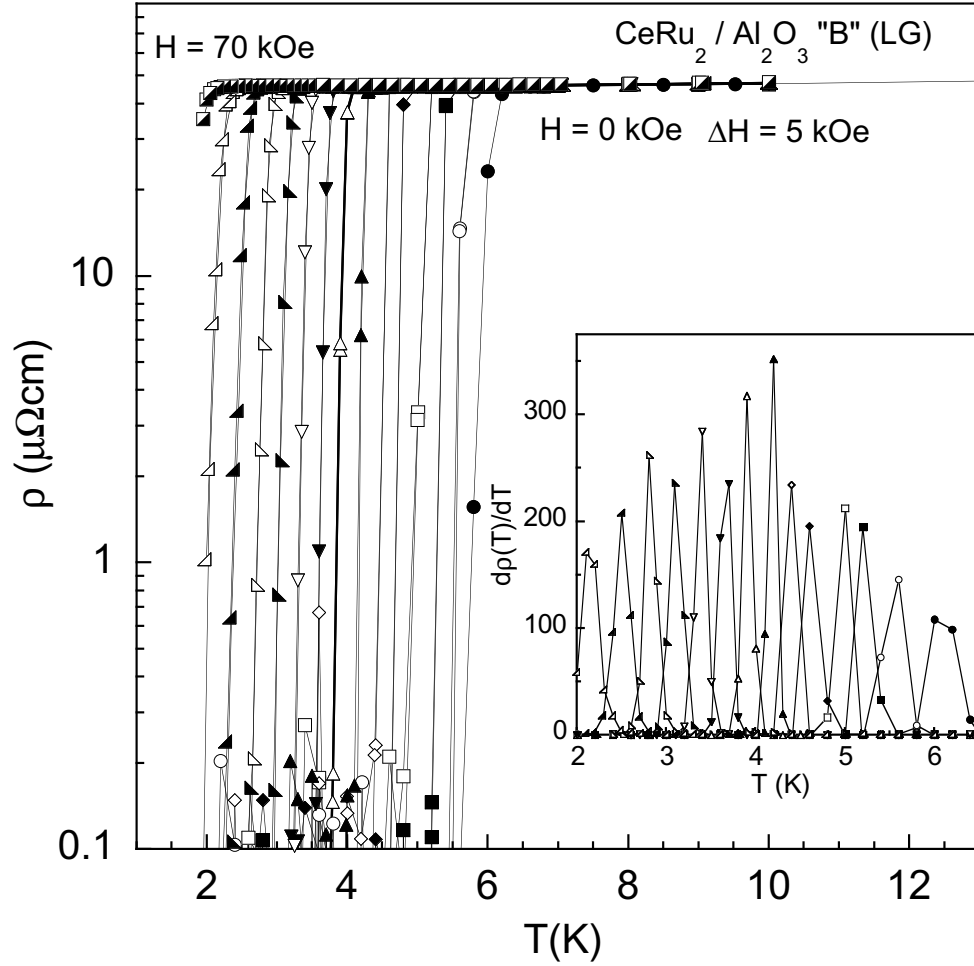 CeRu₂ / Al₂O₃ "B" (LG)
H = 70 kOe
H = 0 kOe ΔH = 5 kOe
ρ (μΩcm)
10
1
0.1
2 4 6 8 10 12
T(K)
dρ(T)/dT
300
200
100
0
2 3 4 5 6
T (K)